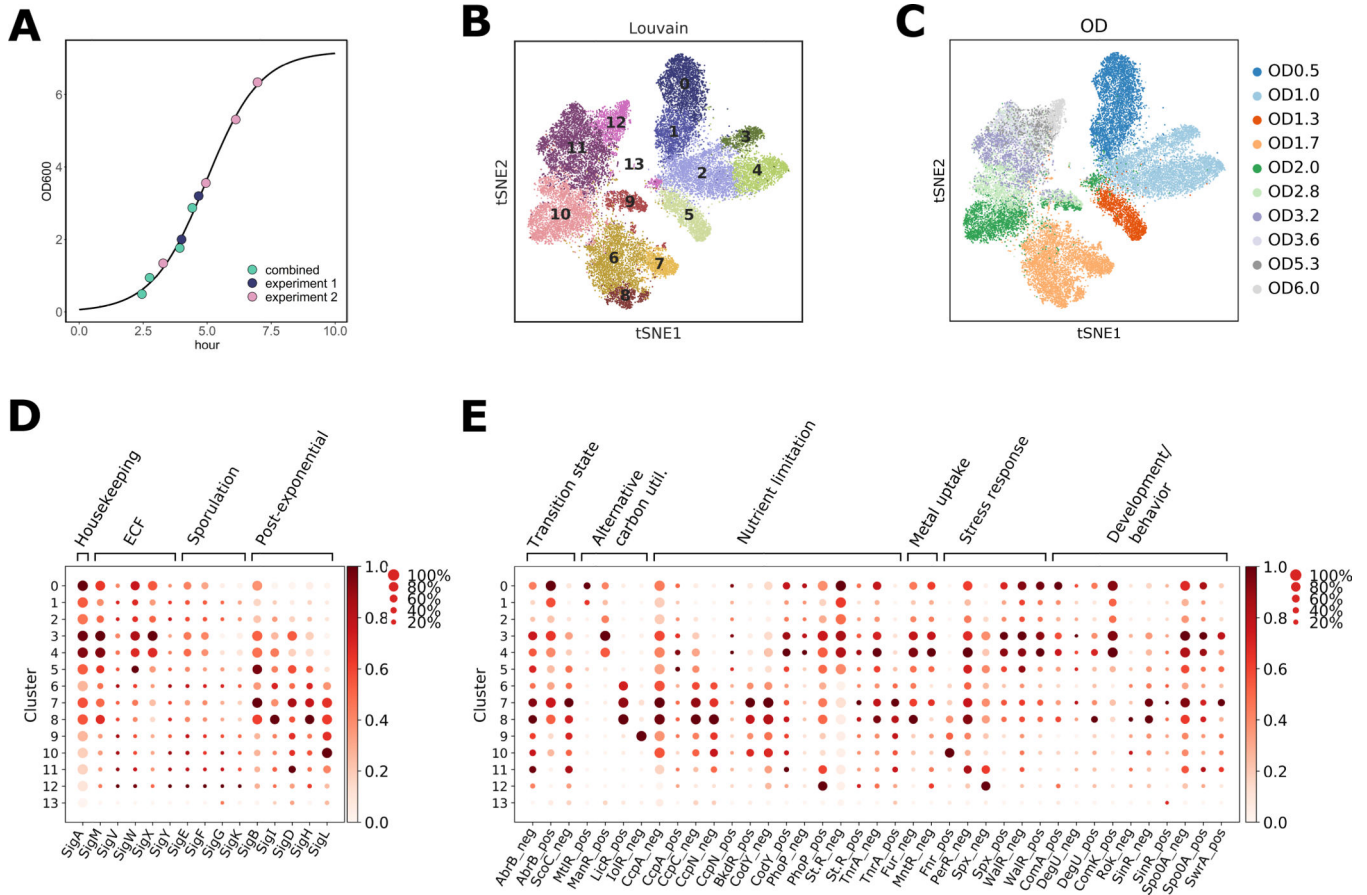 A
OD600
6
4
2
0
combined
experiment 1
experiment 2
0.0 2.5 5.0 7.5 10.0
hour
B
Louvain
tSNE2
0
1
12
3
11
13
2
4
9
10
5
6
7
8
tSNE1
C
OD
tSNE2
tSNE1
OD0.5
OD1.0
OD1.3
OD1.7
OD2.0
OD2.8
OD3.2
OD3.6
OD5.3
OD6.0
D
Housekeeping
ECF
Sporulation
Post-exponential
Cluster
0
1
2
3
4
5
6
7
8
9
10
11
12
13
SigA SigM SigV SigW SigX SigY SigE SigF SigG SigK SigB SigI SigD SigH SigL
1.0
0.8
0.6
0.4
0.2
0.0
100%
80%
60%
40%
20%
E
Transition state
Alternative
carbon util.
Nutrient limitation
Metal uptake
Stress response
Development/
behavior
Cluster
0
1
2
3
4
5
6
7
8
9
10
11
12
13
AbrB_neg AbrB_pos ScoC_neg MtlR_pos ManR_pos LicR_pos IolR_neg CcpA_neg CcpA_pos CcpC_neg CcpN_neg CcpN_pos BkdR_pos CodY_neg CodY_pos PhoP_neg PhoP_pos St.R_neg St.R_pos TnrA_neg TnrA_pos Fur_neg MntR_neg Fnr_pos PerR_neg Spx_neg Spx_pos WalR_neg WalR_pos ComA_pos DegU_neg DegU_pos ComK_pos Rok_neg SinR_neg SinR_pos Spo0A_neg Spo0A_pos SwrA_pos
1.0
0.8
0.6
0.4
0.2
0.0
100%
80%
60%
40%
20%